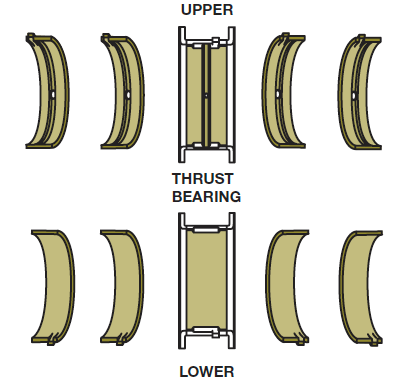 UPPER
THRUST
BEARING
LOWER